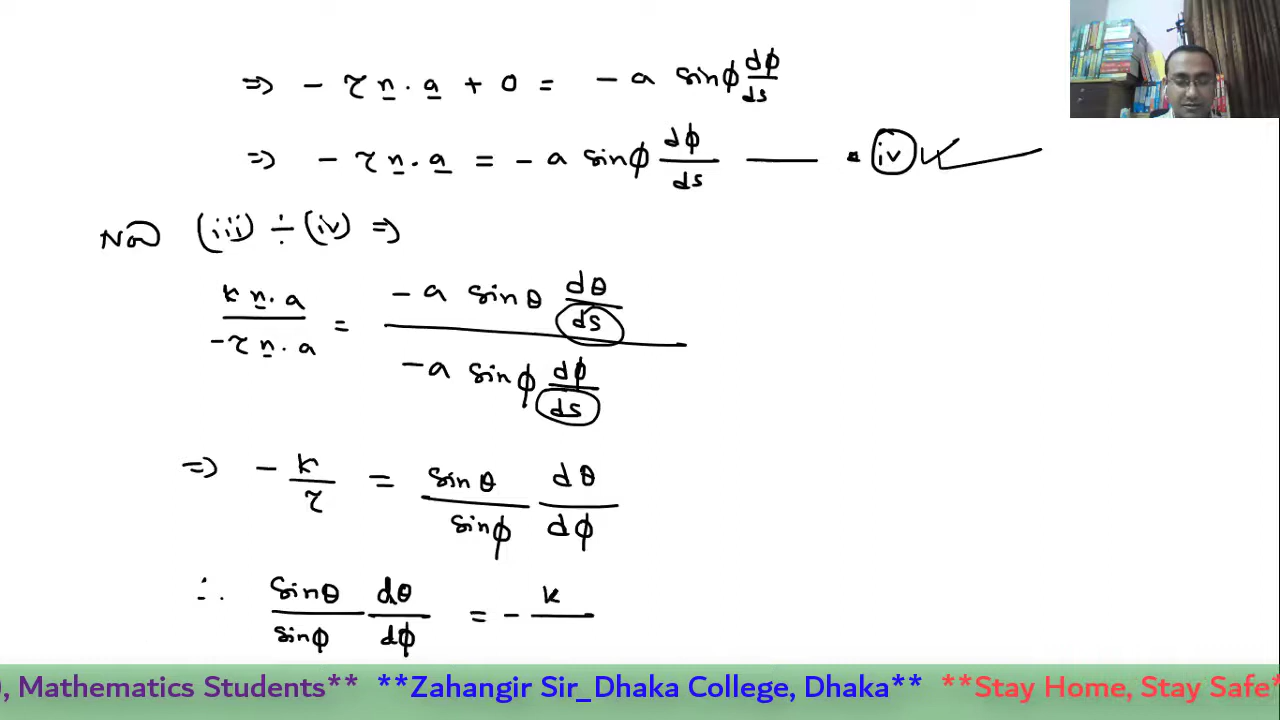 ⇒ - τ n · a + 0 = - a sinϕ dϕ/ds
⇒ - τ n · a = - a sinϕ dϕ/ds —— (iv) ✓
Now (iii) ÷ (iv) ⇒
κ n · a / -τ n · a = - a sinθ dθ/ds / - a sinϕ dϕ/ds
⇒ - κ/τ = sinθ/sinϕ dθ/dϕ
∴ sinθ/sinϕ dθ/dϕ = - κ/
, Mathematics Students** **Zahangir Sir_Dhaka College, Dhaka** **Stay Home, Stay Safe*